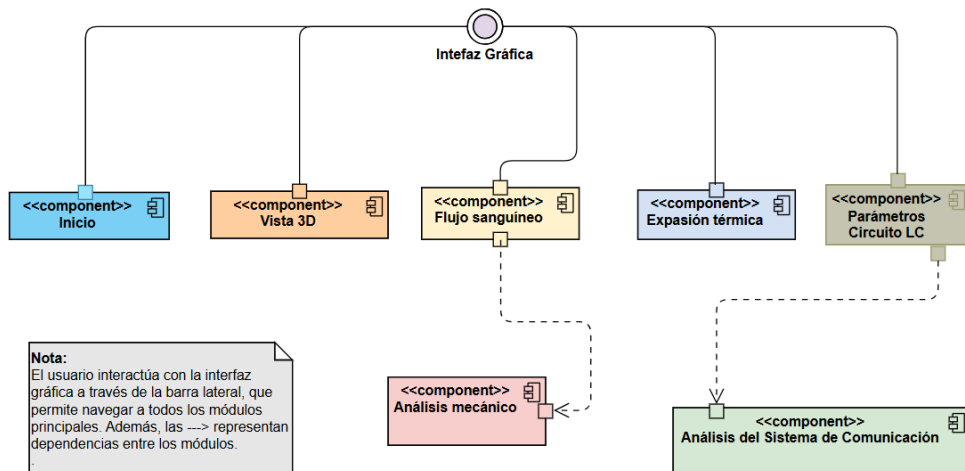 Intefaz Gráfica
<<component>>
Inicio
<<component>>
Vista 3D
<<component>>
Flujo sanguíneo
<<component>>
Expasión térmica
<<component>>
Parámetros
Circuito LC
Nota:
El usuario interactúa con la interfaz
gráfica a través de la barra lateral, que
permite navegar a todos los módulos
principales. Además, las ---> representan
dependencias entre los módulos.
.
<<component>>
Análisis mecánico
<<component>>
Análisis del Sistema de Comunicación